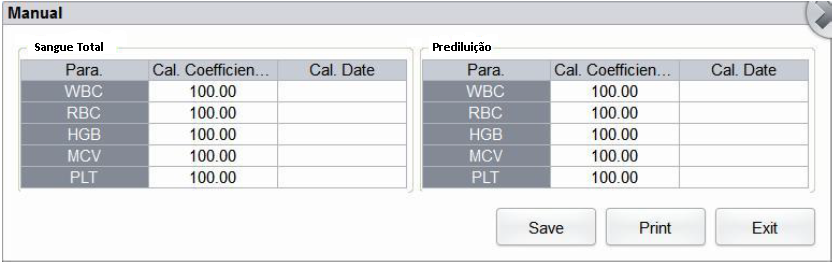 Manual
Sangue Total Prediluição
Para. Cal. Coefficien... Cal. Date Para. Cal. Coefficien... Cal. Date
WBC 100.00 WBC 100.00
RBC 100.00 RBC 100.00
HGB 100.00 HGB 100.00
MCV 100.00 MCV 100.00
PLT 100.00 PLT 100.00
Save Print Exit